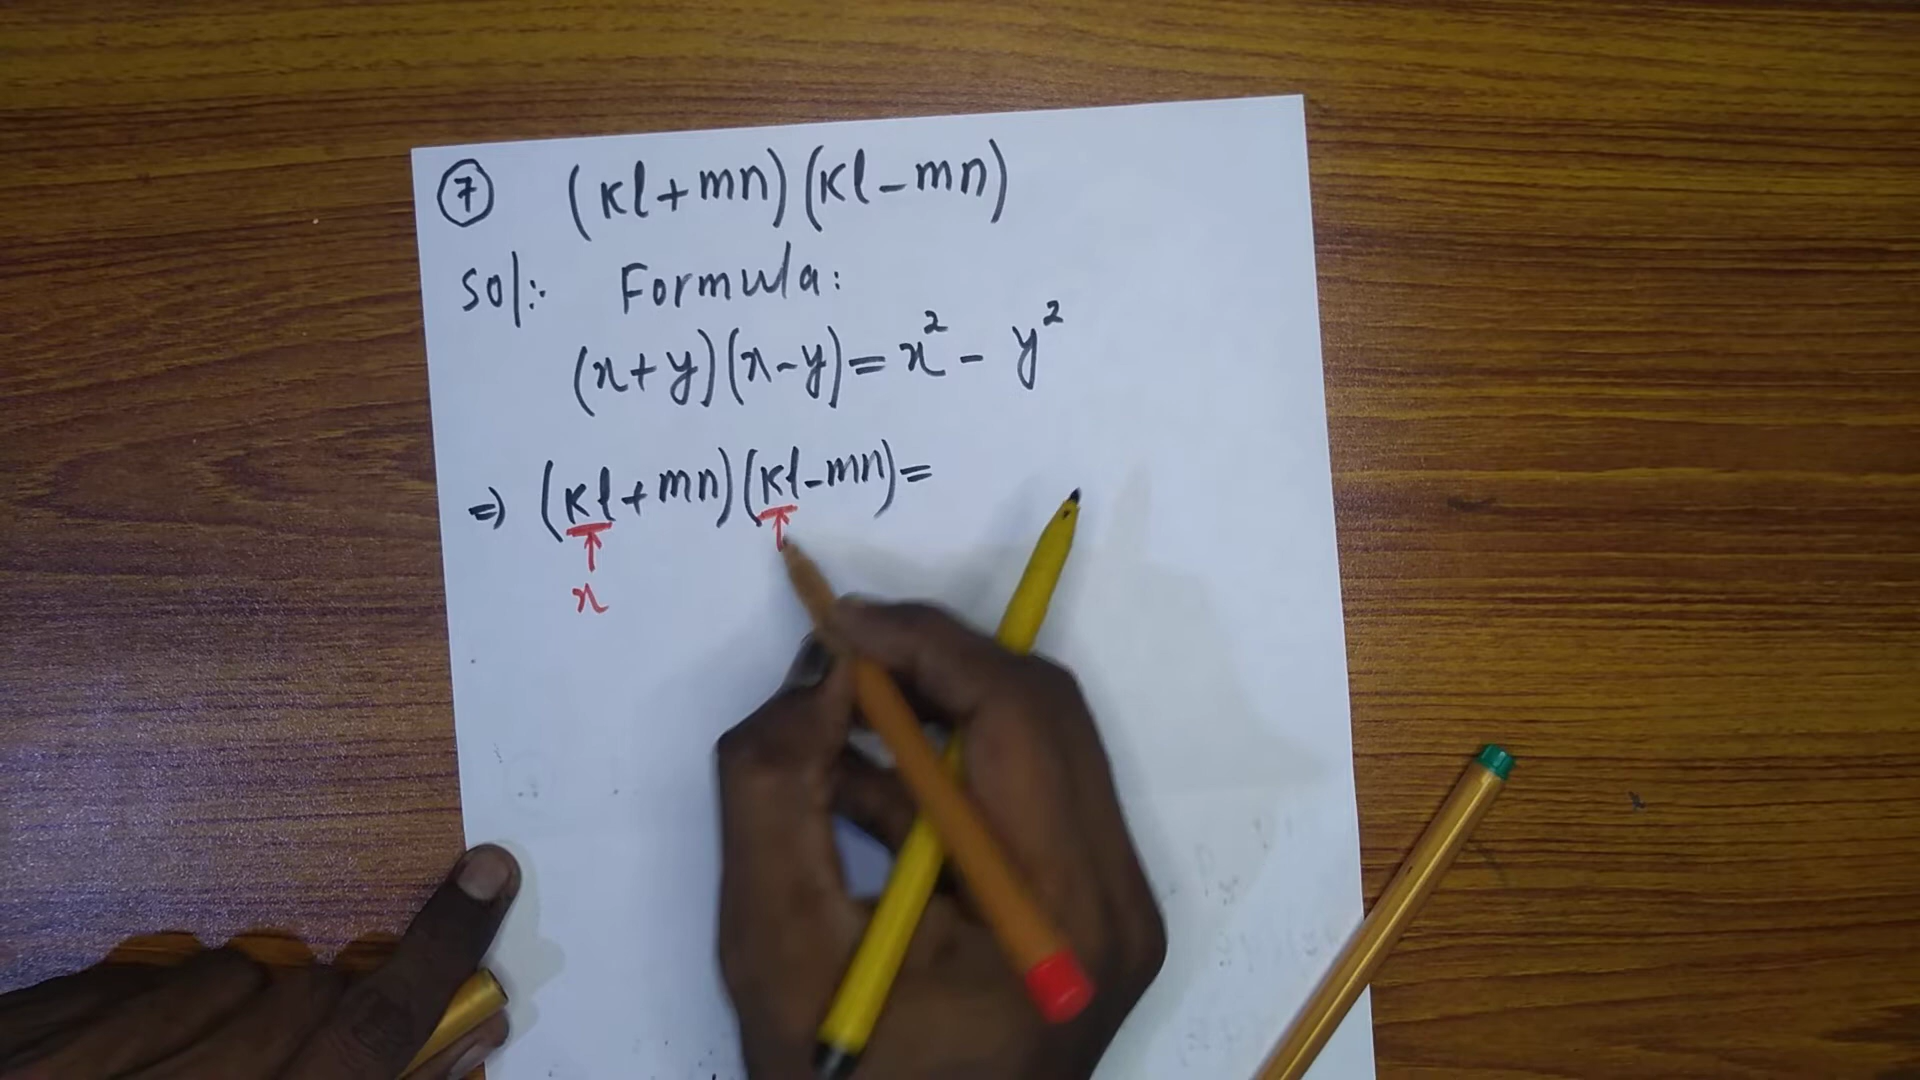 ⑦ (kl+mn)(kl-mn)
Sol:. Formula:
(x+y)(x-y)=x²- y²
⇒ (kl+mn)(kl-mn)=
↑ ↑
x